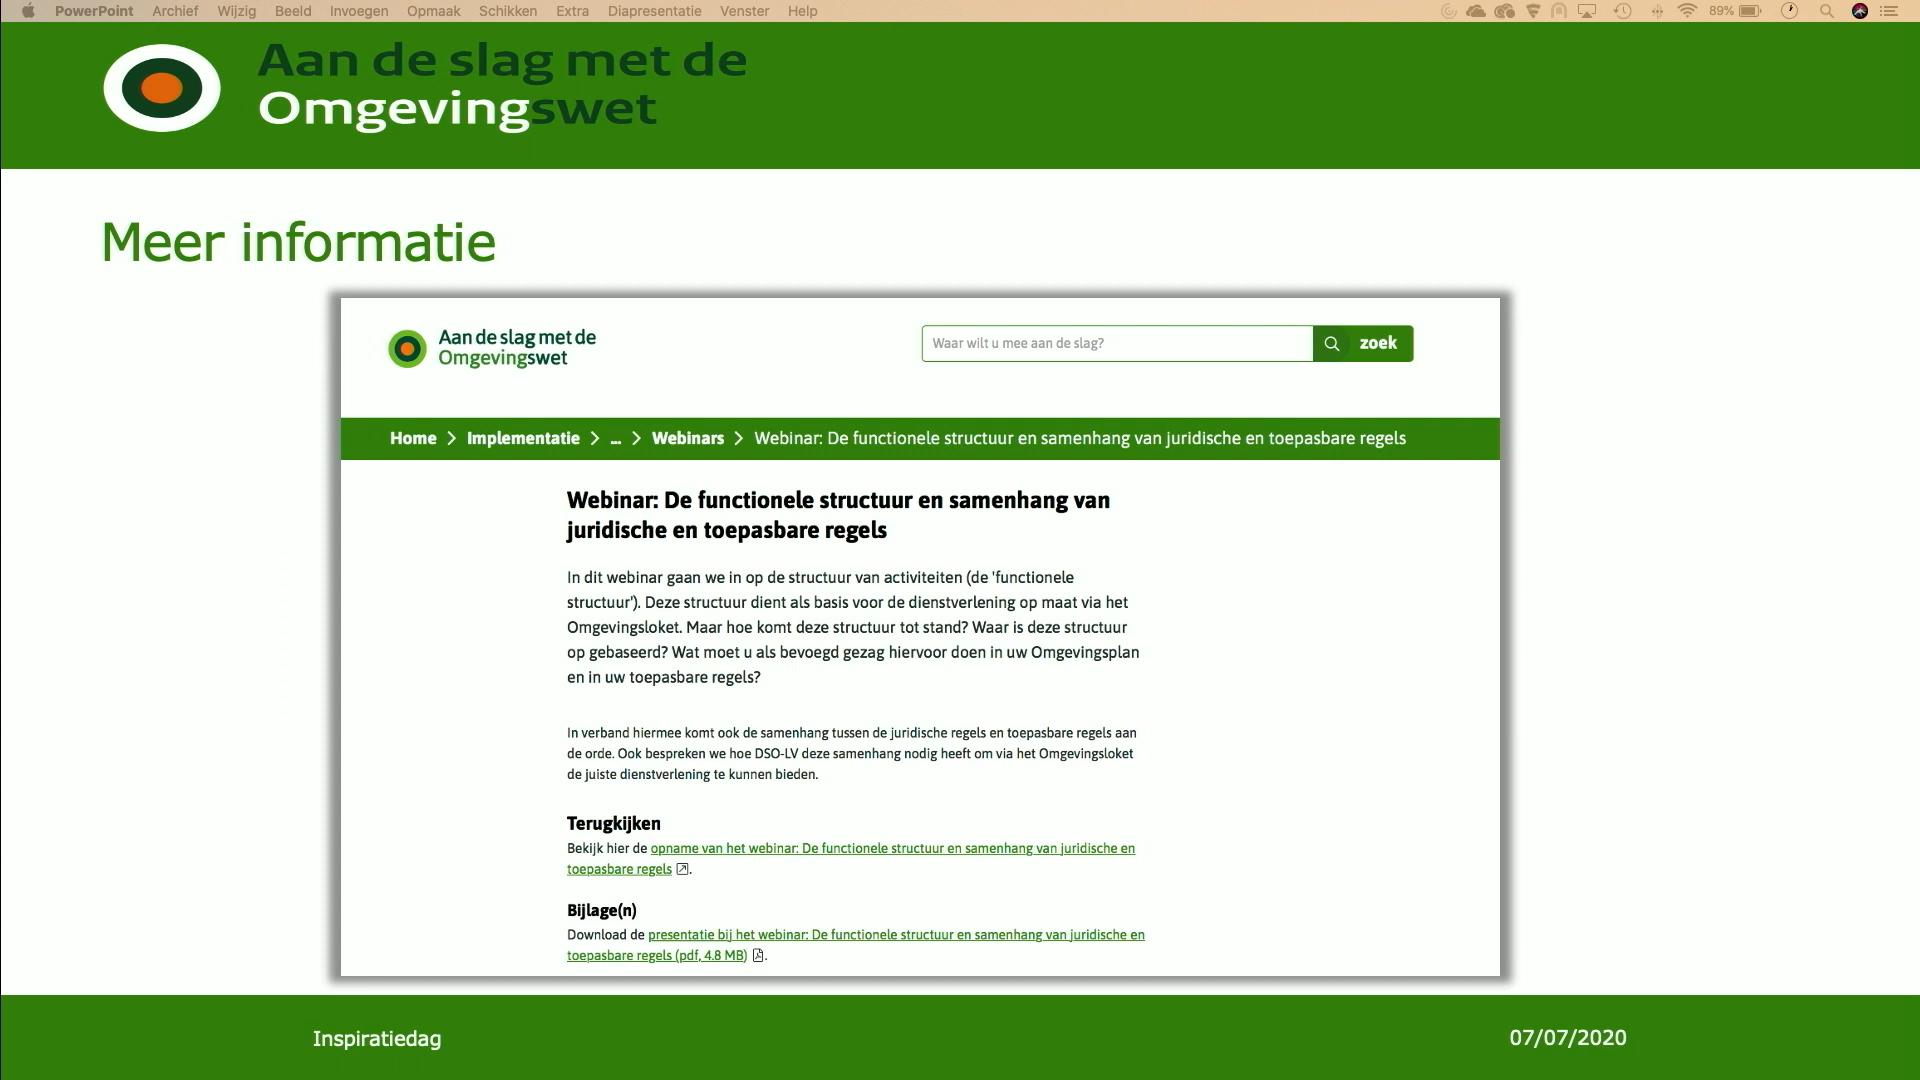 PowerPoint Archief Wijzig Beeld Invoegen Opmaak Schikken Extra Diapresentatie Venster Help 89%
Aan de slag met de
Omgevingswet
Meer informatie
Aan de slag met de
Omgevingswet
Waar wilt u mee aan de slag? zoek
Home > Implementatie > ... > Webinars > Webinar: De functionele structuur en samenhang van juridische en toepasbare regels
Webinar: De functionele structuur en samenhang van
juridische en toepasbare regels
In dit webinar gaan we in op de structuur van activiteiten (de 'functionele
structuur'). Deze structuur dient als basis voor de dienstverlening op maat via het
Omgevingsloket. Maar hoe komt deze structuur tot stand? Waar is deze structuur
op gebaseerd? Wat moet u als bevoegd gezag hiervoor doen in uw Omgevingsplan
en in uw toepasbare regels?
In verband hiermee komt ook de samenhang tussen de juridische regels en toepasbare regels aan
de orde. Ook bespreken we hoe DSO-LV deze samenhang nodig heeft om via het Omgevingsloket
de juiste dienstverlening te kunnen bieden.
Terugkijken
Bekijk hier de opname van het webinar: De functionele structuur en samenhang van juridische en
toepasbare regels.
Bijlage(n)
Download de presentatie bij het webinar: De functionele structuur en samenhang van juridische en
toepasbare regels (pdf, 4.8 MB).
Inspiratiedag 07/07/2020